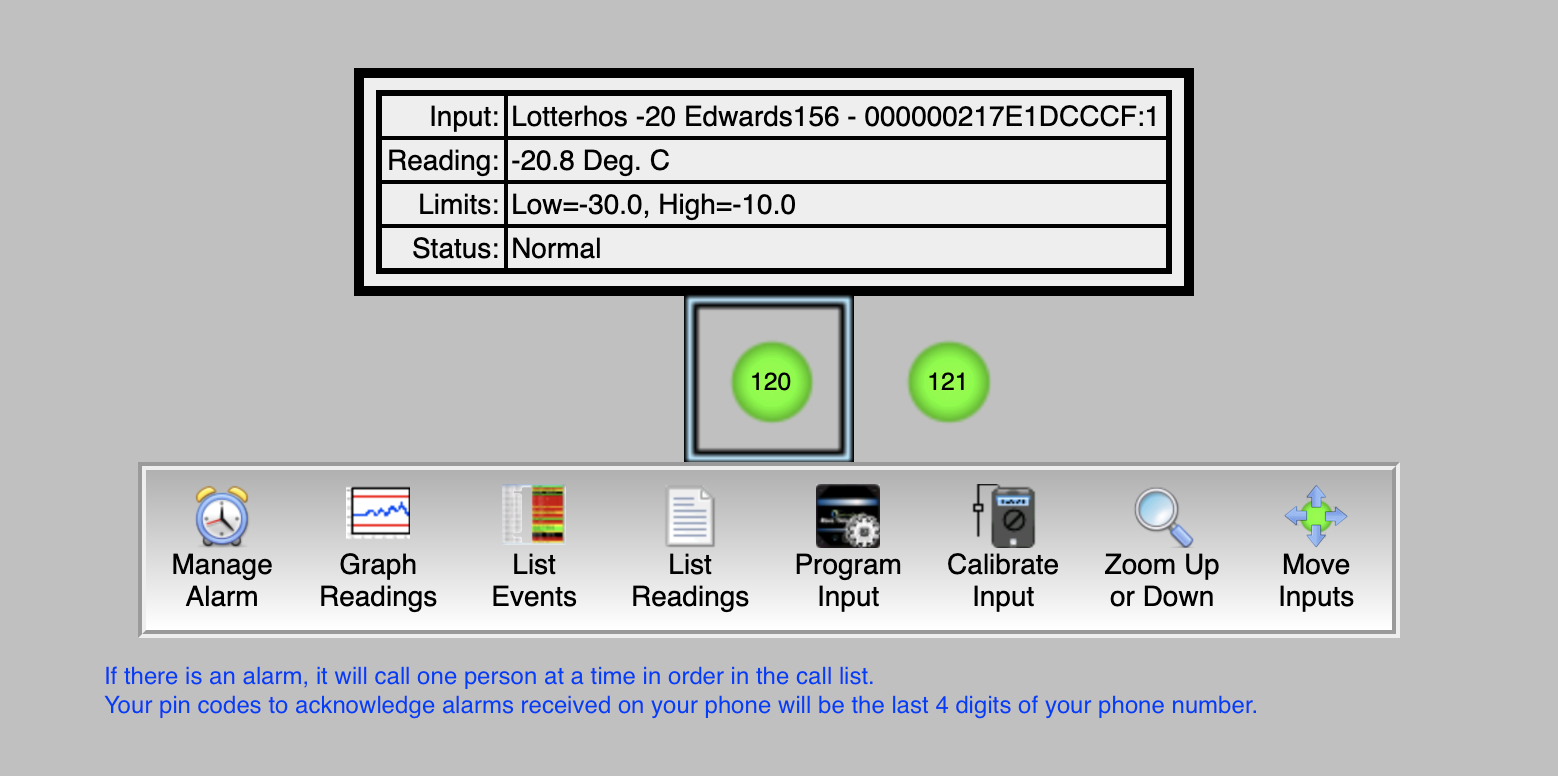 Input: Lotterhos -20 Edwards156 - 000000217E1DCCCF:1
Reading: -20.8 Deg. C
Limits: Low=-30.0, High=-10.0
Status: Normal
120 121
Manage Graph List List Program Calibrate Zoom Up Move
Alarm Readings Events Readings Input Input or Down Inputs
If there is an alarm, it will call one person at a time in order in the call list.
Your pin codes to acknowledge alarms received on your phone will be the last 4 digits of your phone number.